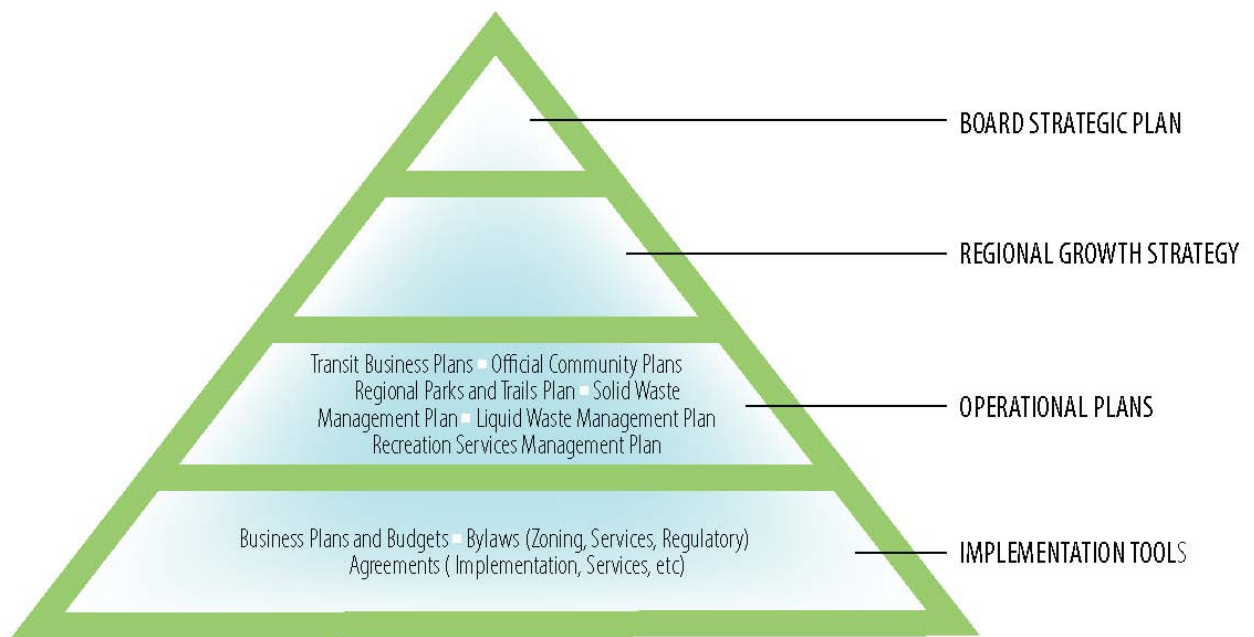 BOARD STRATEGIC PLAN
REGIONAL GROWTH STRATEGY
Transit Business Plans ▪ Official Community Plans
Regional Parks and Trails Plan ▪ Solid Waste
Management Plan ▪ Liquid Waste Management Plan
Recreation Services Management Plan
OPERATIONAL PLANS
Business Plans and Budgets ▪ Bylaws (Zoning, Services, Regulatory)
Agreements ( Implementation, Services, etc)
IMPLEMENTATION TOOLS